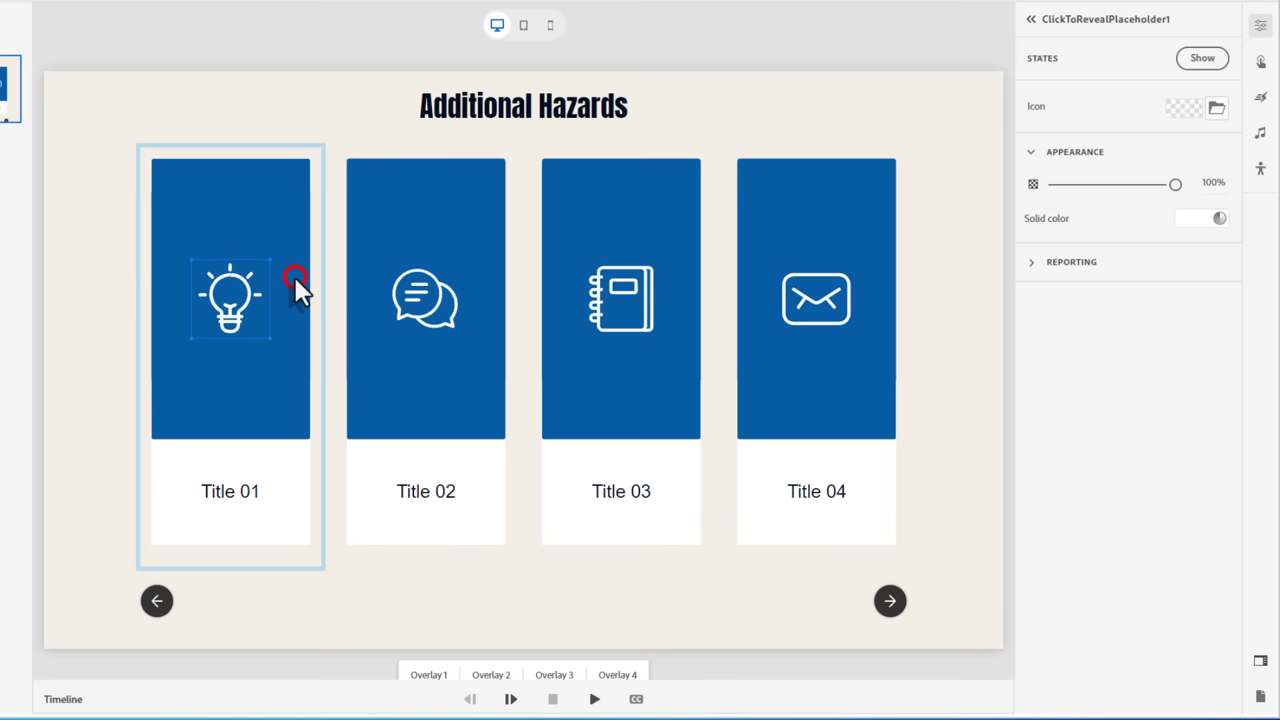 ClickToRevealPlaceholder1
STATES
Show
Icon
APPEARANCE
100%
Solid color
REPORTING
Additional Hazards
Title 01
Title 02
Title 03
Title 04
Overlay 1
Overlay 2
Overlay 3
Overlay 4
Timeline
CC